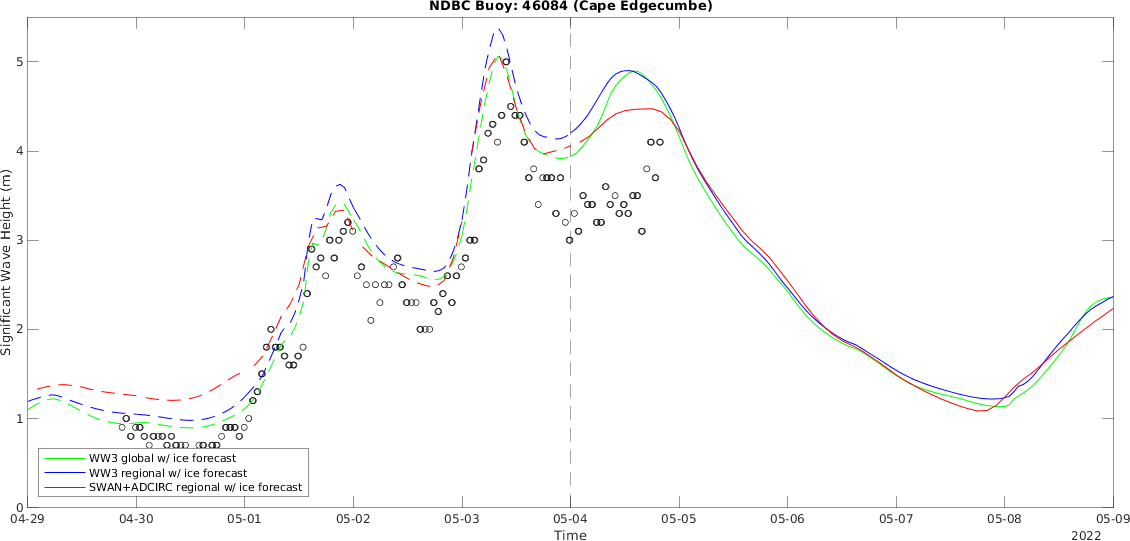 NDBC Buoy: 46084 (Cape Edgecumbe)
Significant Wave Height (m)
5
4
3
2
1
0
WW3 global w/ ice forecast
WW3 regional w/ ice forecast
SWAN+ADCIRC regional w/ ice forecast
04-29 04-30 05-01 05-02 05-03 05-04 05-05 05-06 05-07 05-08 05-09
Time
2022